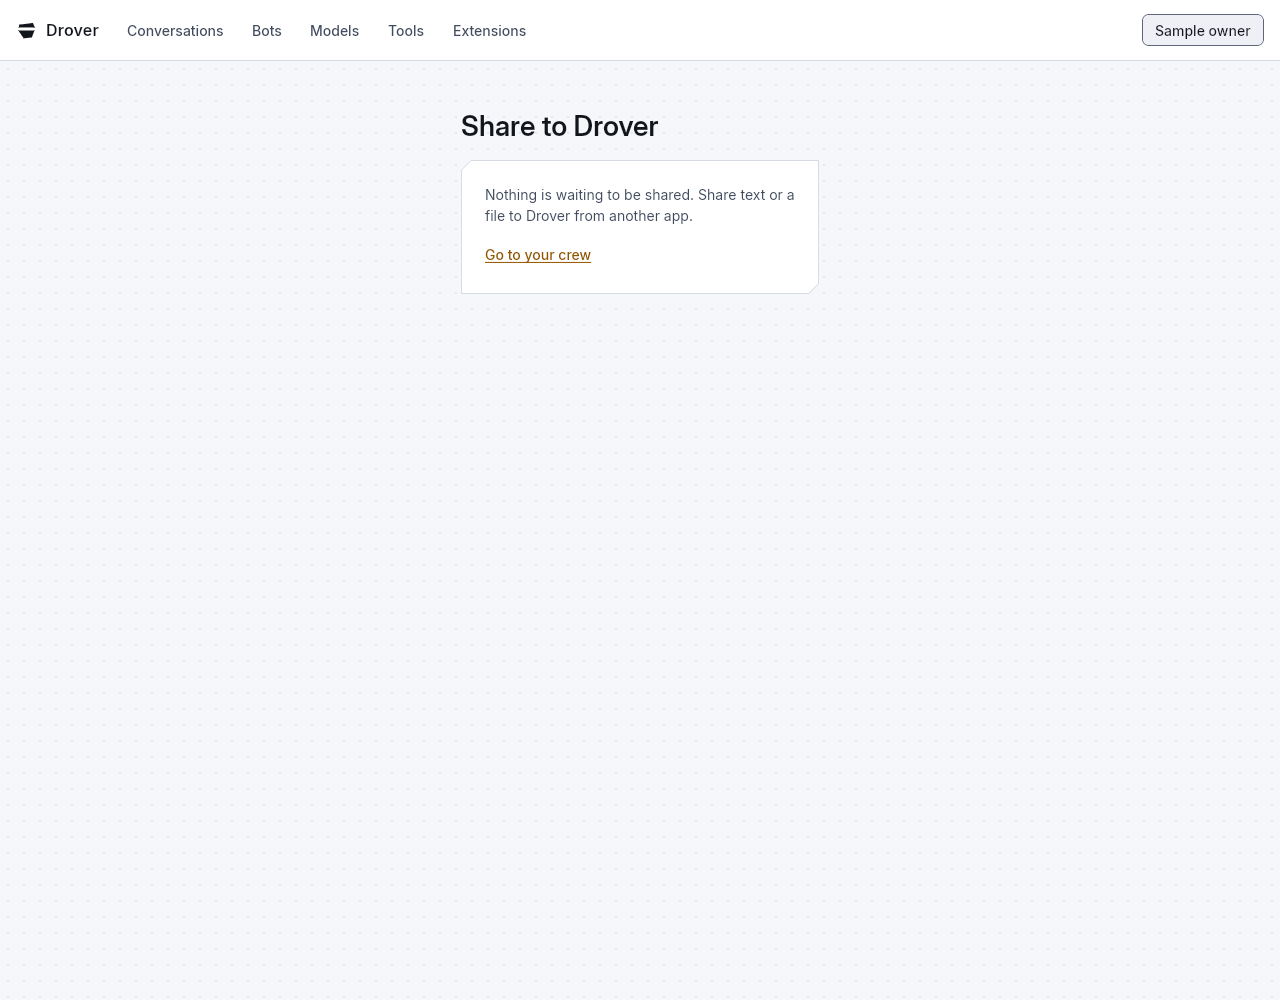 Drover
Conversations
Bots
Models
Tools
Extensions
Sample owner
Share to Drover
Nothing is waiting to be shared. Share text or a
file to Drover from another app.
Go to your crew